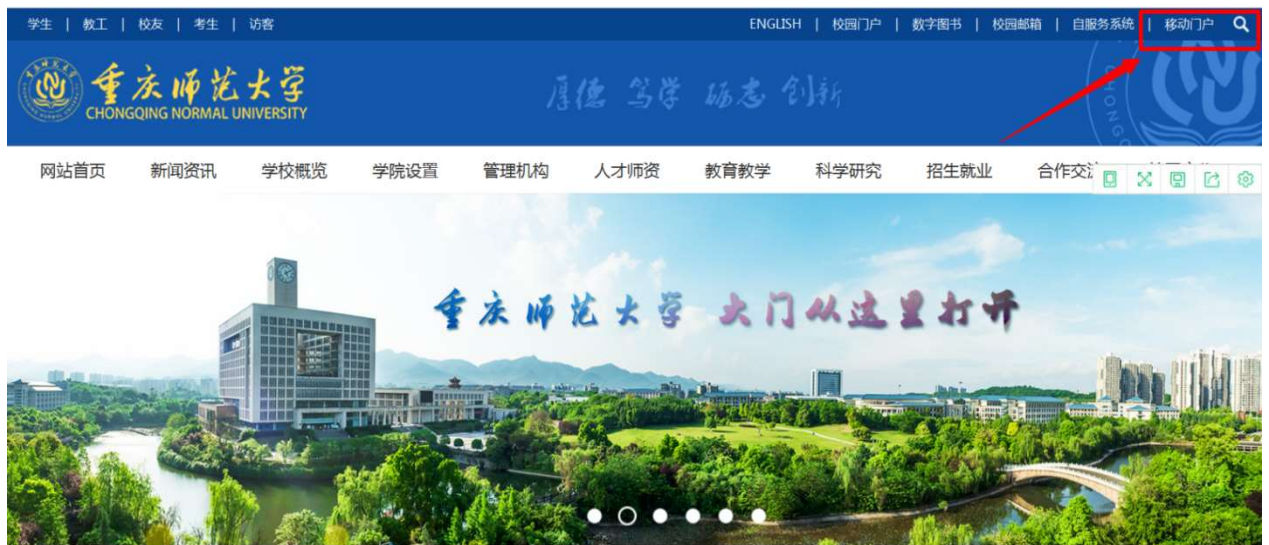 学生 | 教工 | 校友 | 考生 | 访客
ENGLISH | 校园门户 | 数字图书 | 校园邮箱 | 自服务系统 | 移动门户
重庆师范大学
CHONGQING NORMAL UNIVERSITY
厚德 笃学 砺志 创新
CHONGQ
网站首页 新闻资讯 学校概览 学院设置 管理机构 人才师资 教育教学 科学研究 招生就业 合作交流
重庆师范大学 大门从这里打开